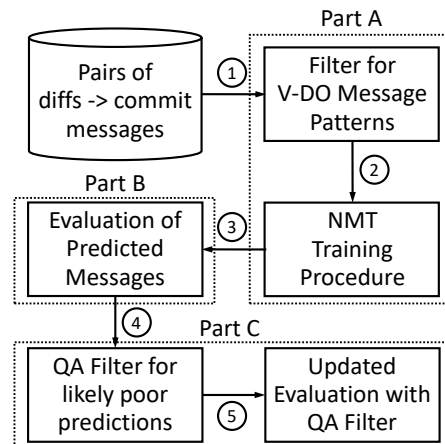 Part A
Pairs of
diffs -> commit
messages
1
Filter for
V-DO Message
Patterns
2
Part B
Evaluation of
Predicted
Messages
3
NMT
Training
Procedure
4
Part C
QA Filter for
likely poor
predictions
5
Updated
Evaluation with
QA Filter